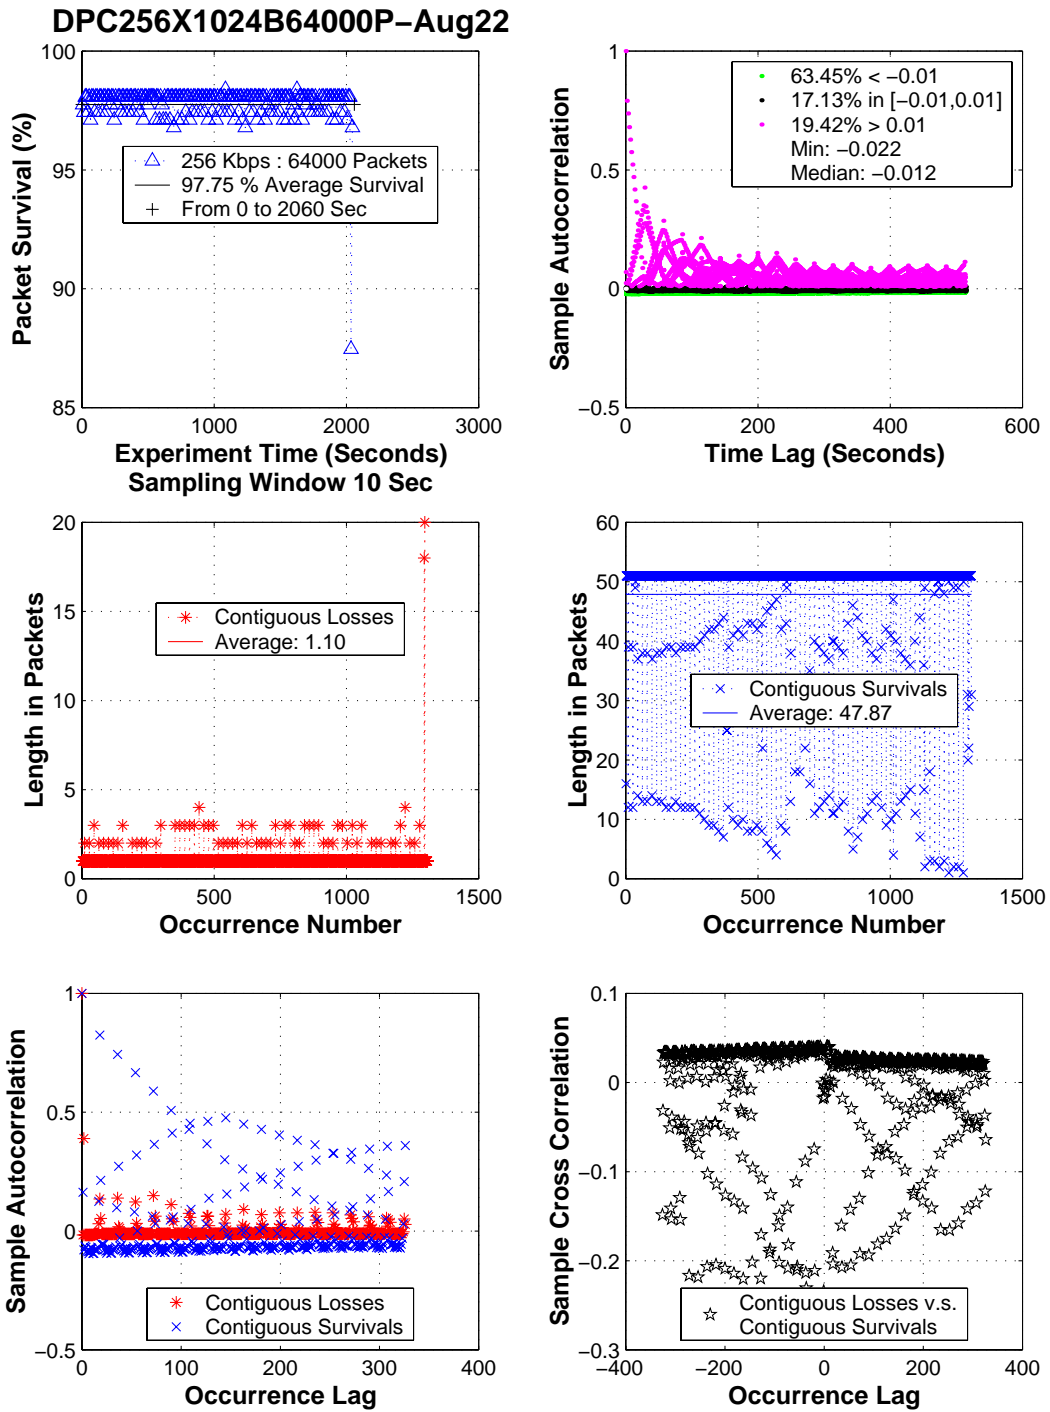 DPC256X1024B64000P−Aug22
100
95
90
85
Packet Survival (%)
256 Kbps : 64000 Packets
97.75 % Average Survival
From 0 to 2060 Sec
0
1000
2000
3000
Experiment Time (Seconds)
Sampling Window 10 Sec
1
0.5
0
−0.5
Sample Autocorrelation
63.45% < −0.01
17.13% in [−0.01,0.01]
19.42% > 0.01
Min: −0.022
Median: −0.012
0
200
400
600
Time Lag (Seconds)
20
15
10
5
0
Length in Packets
Contiguous Losses
Average: 1.10
0
500
1000
1500
Occurrence Number
60
50
40
30
20
10
0
Length in Packets
Contiguous Survivals
Average: 47.87
0
500
1000
1500
Occurrence Number
1
0.5
0
−0.5
Sample Autocorrelation
Contiguous Losses
Contiguous Survivals
0
100
200
300
400
Occurrence Lag
0.1
0
−0.1
−0.2
−0.3
Sample Cross Correlation
Contiguous Losses v.s.
Contiguous Survivals
−400
−200
0
200
400
Occurrence Lag